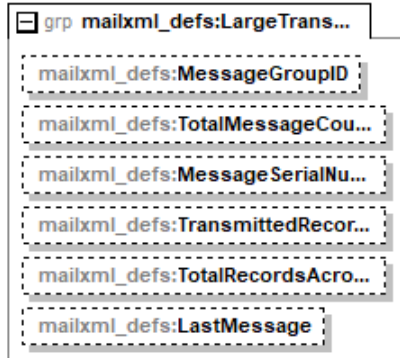 grp mailxml_defs:LargeTrans...
mailxml_defs:MessageGroupID
mailxml_defs:TotalMessageCou...
mailxml_defs:MessageSerialNu...
mailxml_defs:TransmittedRecor...
mailxml_defs:TotalRecordsAcro...
mailxml_defs:LastMessage